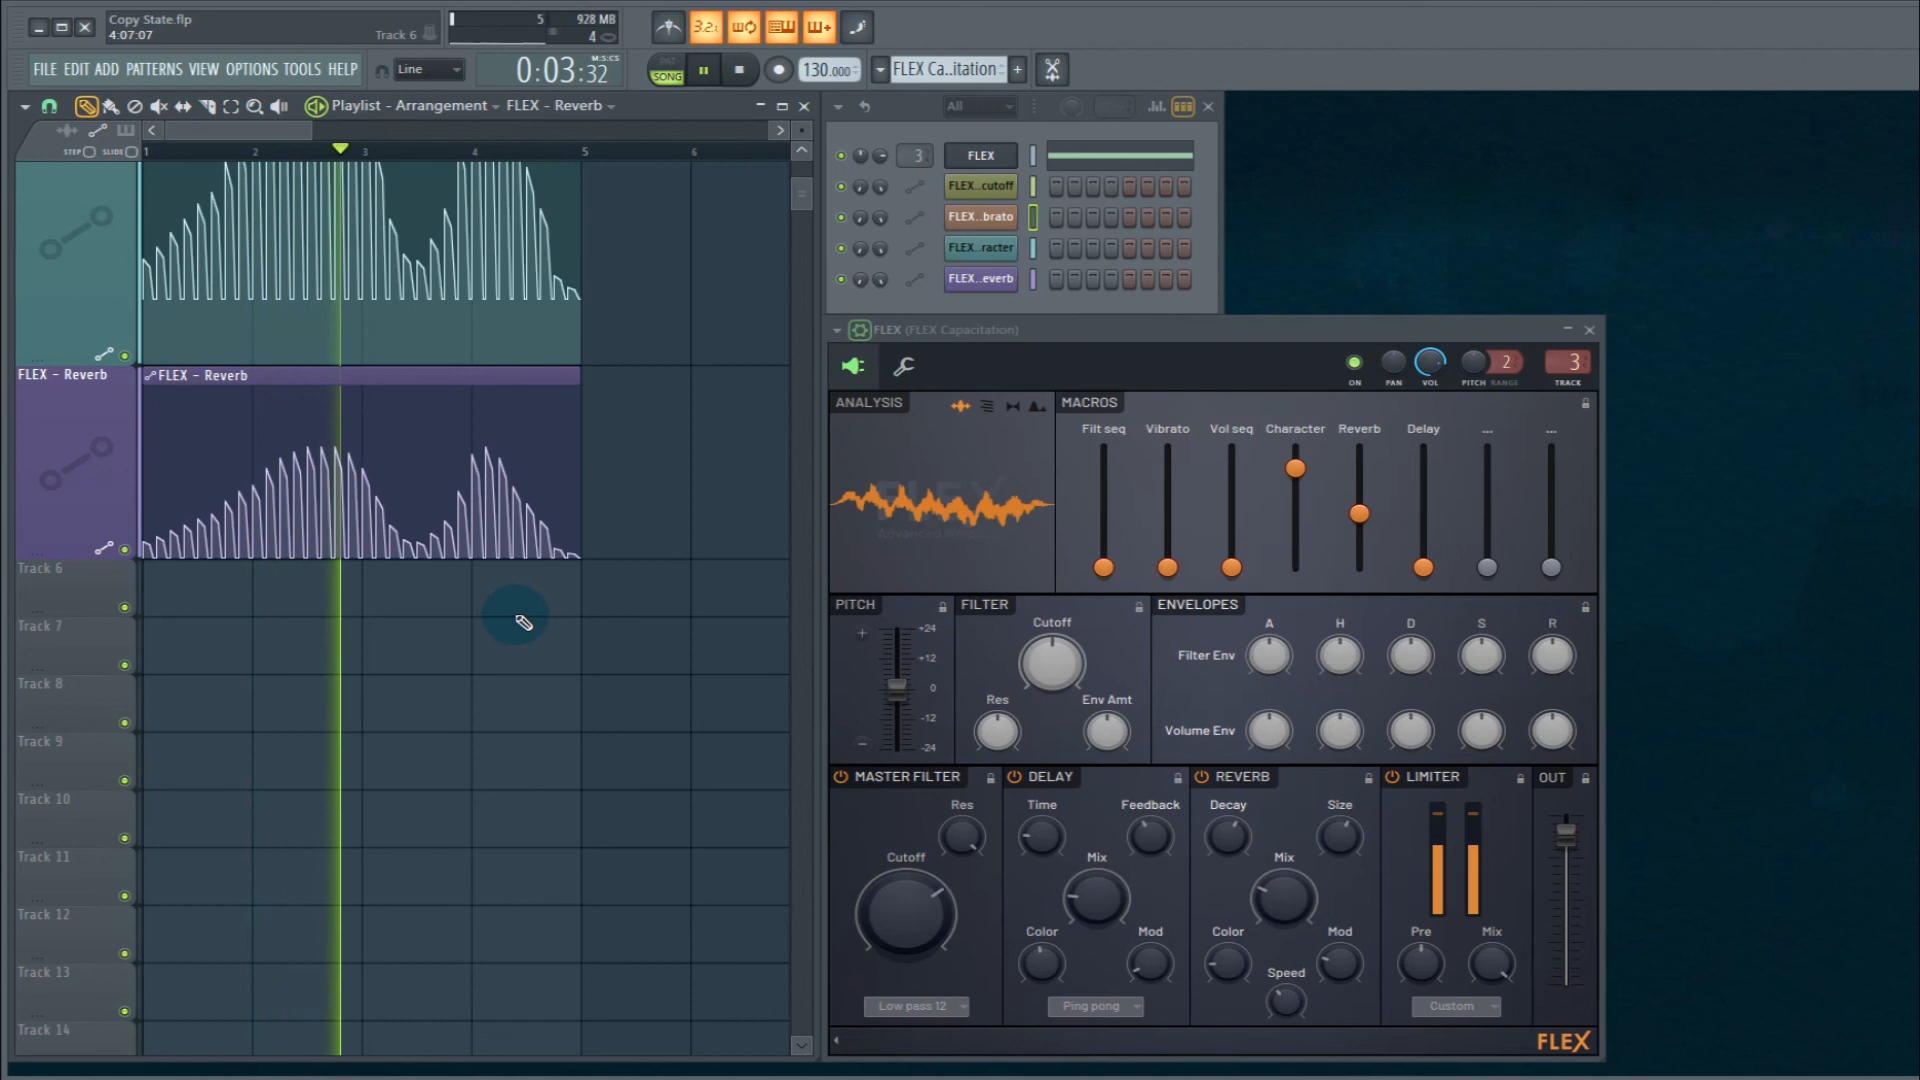 Copy State.flp
4:07:07
Track 6
5
928 MB
4
3.2
FILE EDIT ADD PATTERNS VIEW OPTIONS TOOLS HELP
Line
0:03:32
M:S:CS
PAT
SONG
130.000
FLEX Ca..itation
Playlist - Arrangement
FLEX - Reverb
STEP
SLIDE
1
2
3
4
5
6
FLEX - Reverb
FLEX - Reverb
Track 6
Track 7
Track 8
Track 9
Track 10
Track 11
Track 12
Track 13
Track 14
All
3
FLEX
FLEX..cutoff
FLEX..brato
FLEX..racter
FLEX..everb
FLEX (FLEX Capacitation)
2
3
ON
PAN
VOL
PITCH RANGE
TRACK
ANALYSIS
MACROS
Filt seq
Vibrato
Vol seq
Character
Reverb
Delay
...
...
PITCH
+24
+12
0
-12
-24
FILTER
Cutoff
Res
Env Amt
ENVELOPES
A
H
D
S
R
Filter Env
Volume Env
MASTER FILTER
Res
Cutoff
Low pass 12
DELAY
Time
Feedback
Mix
Color
Mod
Ping pong
REVERB
Decay
Size
Mix
Color
Mod
Speed
LIMITER
Pre
Mix
Custom
OUT
FLEX